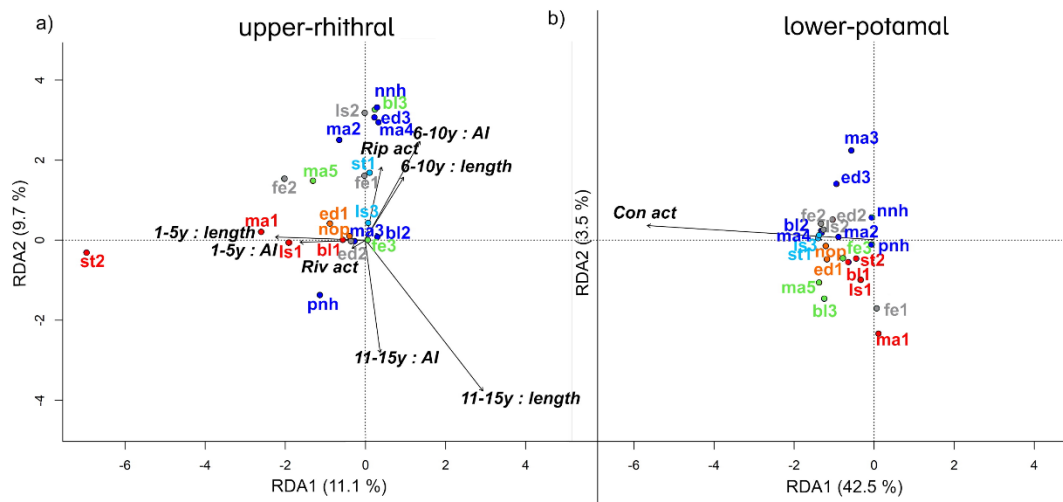 a)
upper-rhithral
b)
lower-potamal
4
2
0
-2
-4
RDA2 (9.7 %)
nnh
ls2
bl3
ed3
ma2
ma4
6-10y : AI
Rip act
st1
6-10y : length
ma5
fe1
fe2
ls3
ed1
ma1
nop
ma3
bl2
1-5y : length
1-5y : AI
ls1
bl1
ed2
fe3
st2
Riv act
pnh
11-15y : AI
11-15y : length
-6
-4
-2
0
2
4
RDA1 (11.1 %)
RDA2 (3.5 %)
4
2
0
-2
-4
ma3
ed3
Con act
nnh
fe2
ed2
bl2
ls2
ma4
ma2
ls3
pnh
st1
nop
fe3
ed1
st2
bl1
ma5
ls1
bl3
fe1
ma1
-6
-4
-2
0
2
4
RDA1 (42.5 %)